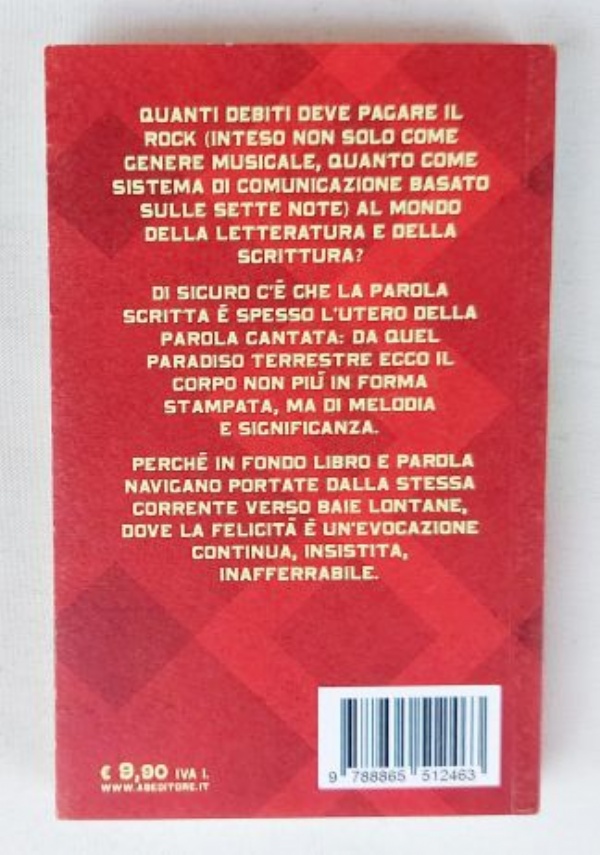 QUANTI DEBITI DEVE PAGARE IL
ROCK (INTESO NON SOLO COME
GENERE MUSICALE, QUANTO COME
SISTEMA DI COMUNICAZIONE BASATO
SULLE SETTE NOTE) AL MONDO
DELLA LETTERATURA E DELLA
SCRITTURA?
DI SICURO C'È CHE LA PAROLA
SCRITTA È SPESSO L'UTERO DELLA
PAROLA CANTATA: DA QUEL
PARADISO TERRESTRE ECCO IL
CORPO NON PIÙ IN FORMA
STAMPATA, MA DI MELODIA
E SIGNIFICANZA.
PERCHÉ IN FONDO LIBRO E PAROLA
NAVIGANO PORTATE DALLA STESSA
CORRENTE VERSO BAIE LONTANE,
DOVE LA FELICITÀ È UN'EVOCAZIONE
CONTINUA, INSISTITA,
INAFFERRABILE.
€ 9,90 IVA I.
WWW.ABEDITORE.IT
9 788865 512463